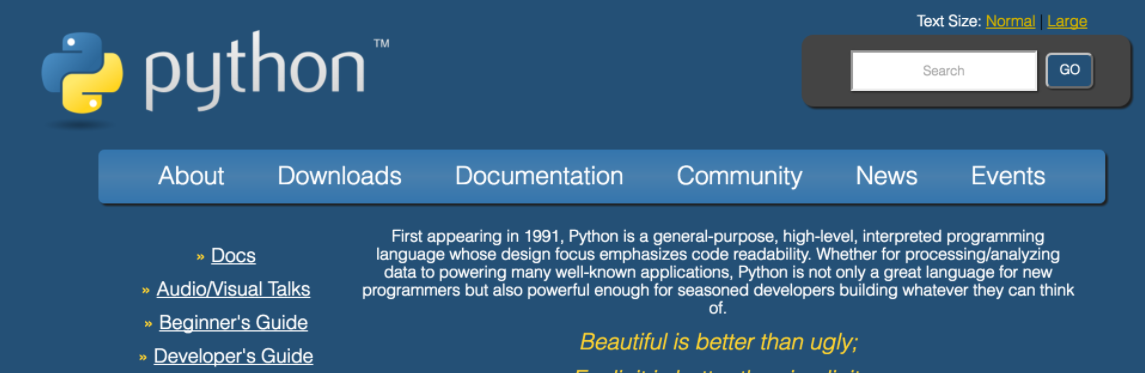 python™
Text Size: Normal | Large
Search
GO
About Downloads Documentation Community News Events
» Docs
» Audio/Visual Talks
» Beginner's Guide
» Developer's Guide
First appearing in 1991, Python is a general-purpose, high-level, interpreted programming
language whose design focus emphasizes code readability. Whether for processing/analyzing
data to powering many well-known applications, Python is not only a great language for new
programmers but also powerful enough for seasoned developers building whatever they can think
of.
Beautiful is better than ugly;